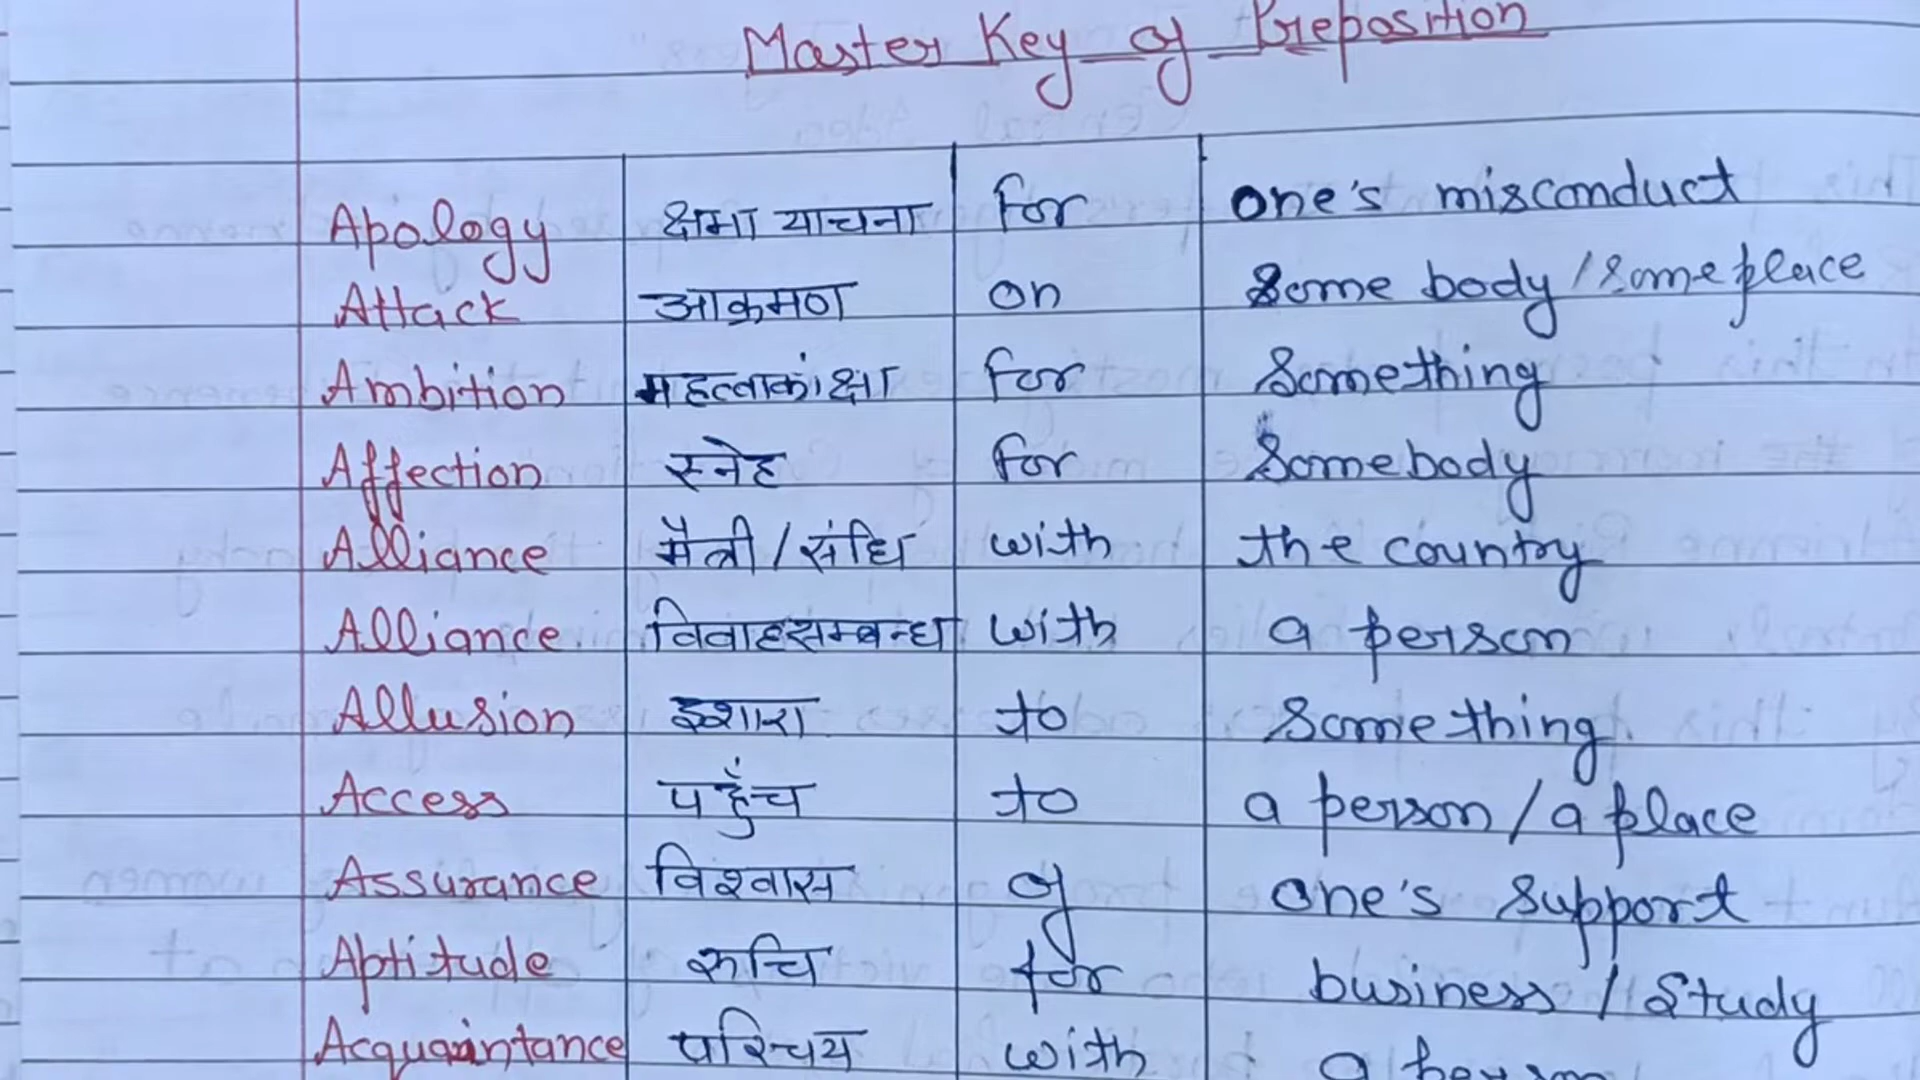 Master Key of Preposition
Apology क्षमा याचना for one's misconduct
Attack आक्रमण on Some body / Some place
Ambition महत्वाकांक्षा for Something
Affection स्नेह for Somebody
Alliance मैत्री / संधि with the country
Alliance विवाह सम्बन्ध with a person
Allusion इशारा to Something
Access पहुँच to a person / a place
Assurance विश्वास of one's support
Aptitude रुचि for business / Study
Acquaintance परिचय with a person